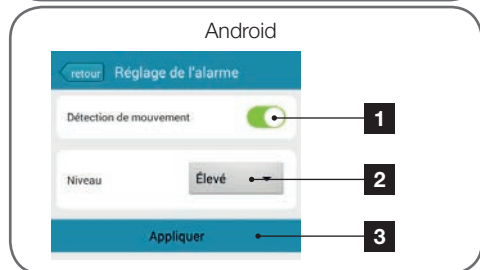 Android
retour Réglage de l'alarme
Détection de mouvement 1
Niveau Élevé 2
Appliquer 3